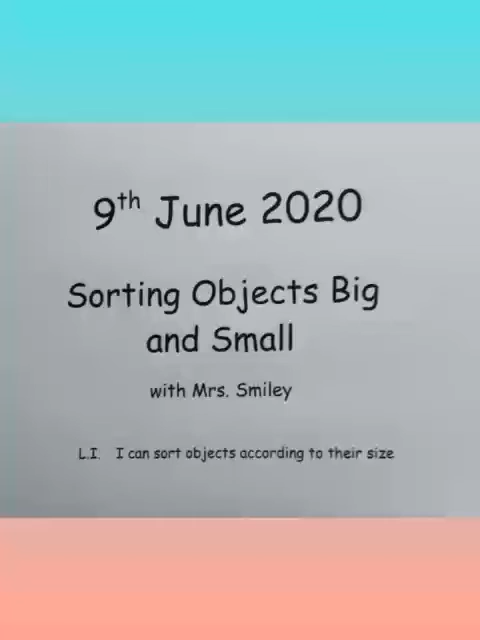 9th June 2020
Sorting Objects Big
and Small
with Mrs. Smiley
L.I. I can sort objects according to their size